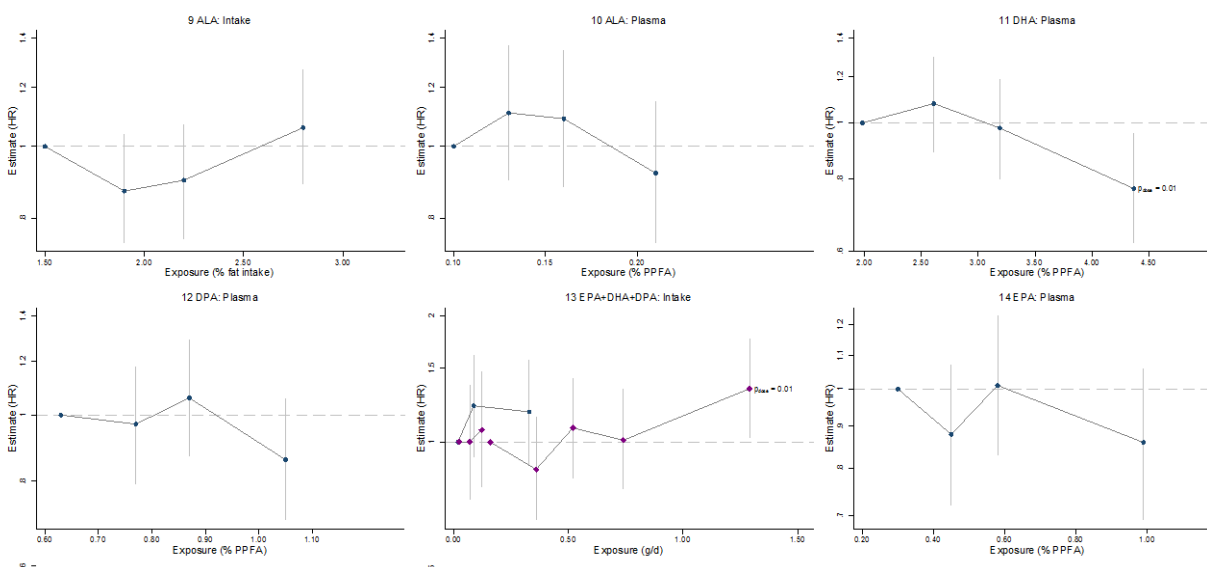 9 ALA: Intake
1.4
1.2
1
.8
Estimate (HR)
1.50
2.00
2.50
3.00
Exposure (% fat intake)
10 ALA: Plasma
1.4
1.2
1
.8
Estimate (HR)
0.10
0.15
0.20
Exposure (% PPFA)
11 DHA: Plasma
1.4
1.2
1
.8
.6
Estimate (HR)
Pdose = 0.01
2.00
2.50
3.00
3.50
4.00
4.50
Exposure (% PPFA)
12 DPA: Plasma
1.4
1.2
1
.8
Estimate (HR)
0.60
0.70
0.80
0.90
1.00
1.10
Exposure (% PPFA)
13 EPA+DHA+DPA: Intake
2
1.5
1
Estimate (HR)
Pdose = 0.01
0.00
0.50
1.00
1.50
Exposure (g/d)
14 EPA: Plasma
1.2
1.1
1
.9
.8
.7
Estimate (HR)
0.20
0.40
0.60
0.80
1.00
Exposure (% PPFA)